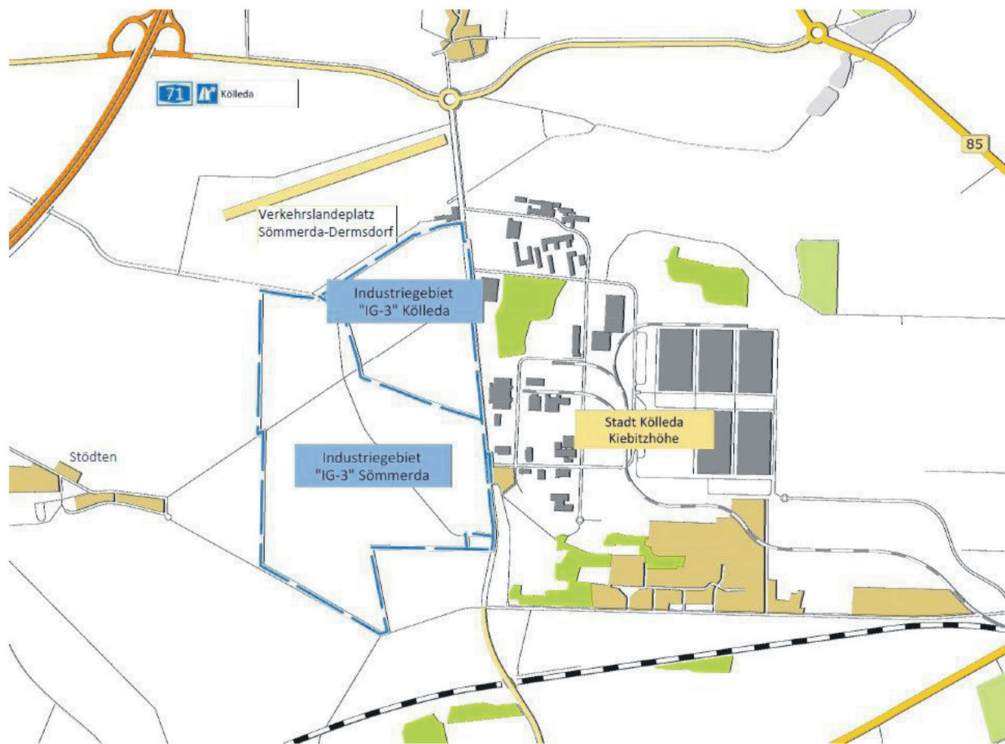 71 Kölleda
85
Verkehrslandeplatz
Sömmerda-Dermsdorf
Industriegebiet
"IG-3" Kölleda
Stadt Kölleda
Kiebitzhöhe
Stödten
Industriegebiet
"IG-3" Sömmerda